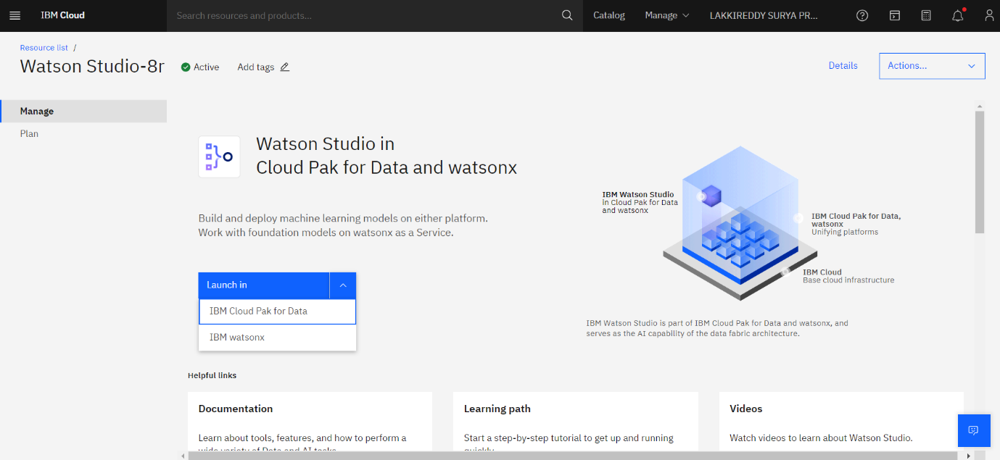 IBM Cloud
Search resources and products...
Catalog
Manage
LAKKIREDDY SURYA PR...
Resource list /
Watson Studio-8r
Active
Add tags
Details
Actions...
Manage
Plan
Watson Studio in
Cloud Pak for Data and watsonx
Build and deploy machine learning models on either platform.
Work with foundation models on watsonx as a Service.
Launch in
IBM Cloud Pak for Data
IBM watsonx
IBM Watson Studio
in Cloud Pak for Data
and watsonx
IBM Cloud Pak for Data,
watsonx
Unifying platforms
IBM Cloud
Base cloud infrastructure
IBM Watson Studio is part of IBM Cloud Pak for Data and watsonx, and
serves as the AI capability of the data fabric architecture.
Helpful links
Documentation
Learn about tools, features, and how to perform a
wide variety of Data and AI tasks.
Learning path
Start a step-by-step tutorial to get up and running
quickly.
Videos
Watch videos to learn about Watson Studio.